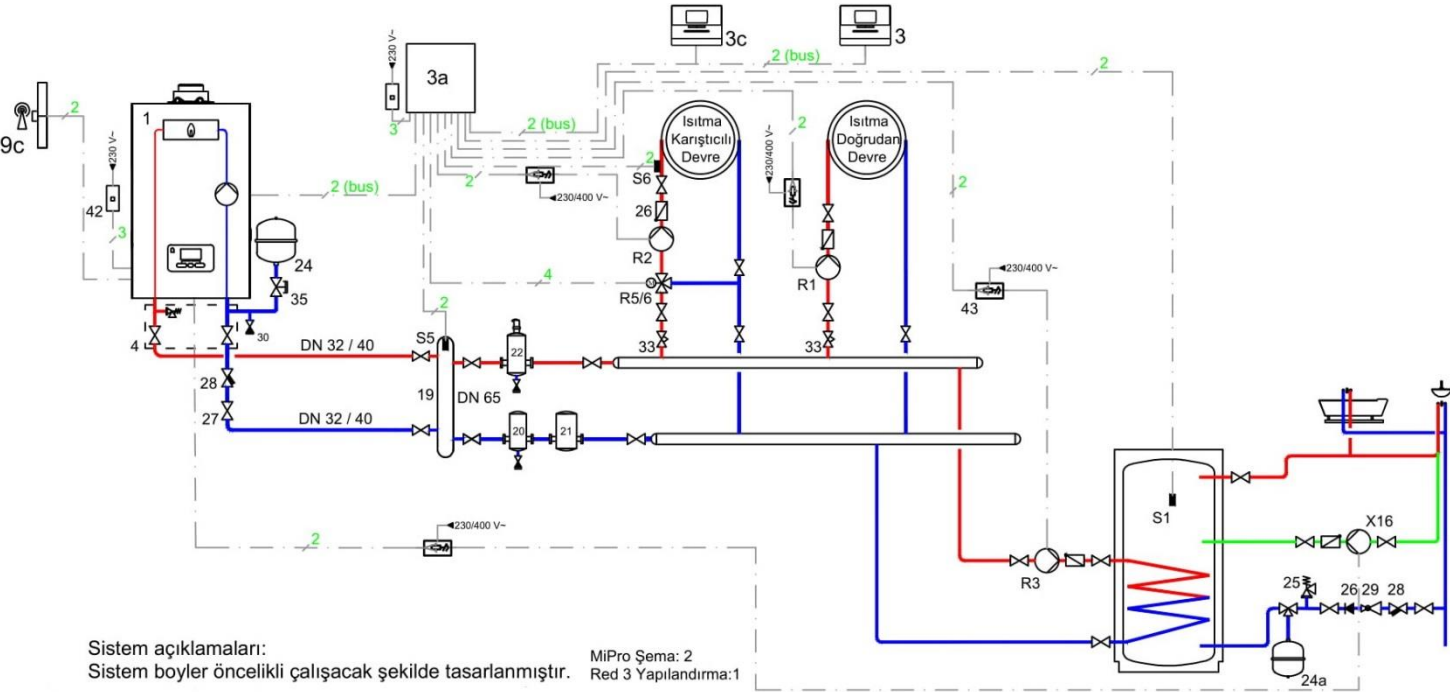 3c
3
230 V~
3a
2 (bus)
2
3
2
1
9c
230 V~
2 (bus)
2
2
Isıtma
Karıştıcılı
Devre
Isıtma
Doğrudan
Devre
230/400 V~
2
S6
2
230/400 V~
2 (bus)
42
3
26
2
24
R2
R1
230/400 V~
4
M
43
35
R5/6
2
30
4
DN 32 / 40
S5
22
33
33
28
19
DN 65
27
DN 32 / 40
20
21
230/400 V~
2
S1
X16
R3
25
26
29
28
24a
Sistem açıklamaları:
Sistem boyler öncelikli çalışacak şekilde tasarlanmıştır.
MiPro Şema: 2
Red 3 Yapılandırma:1